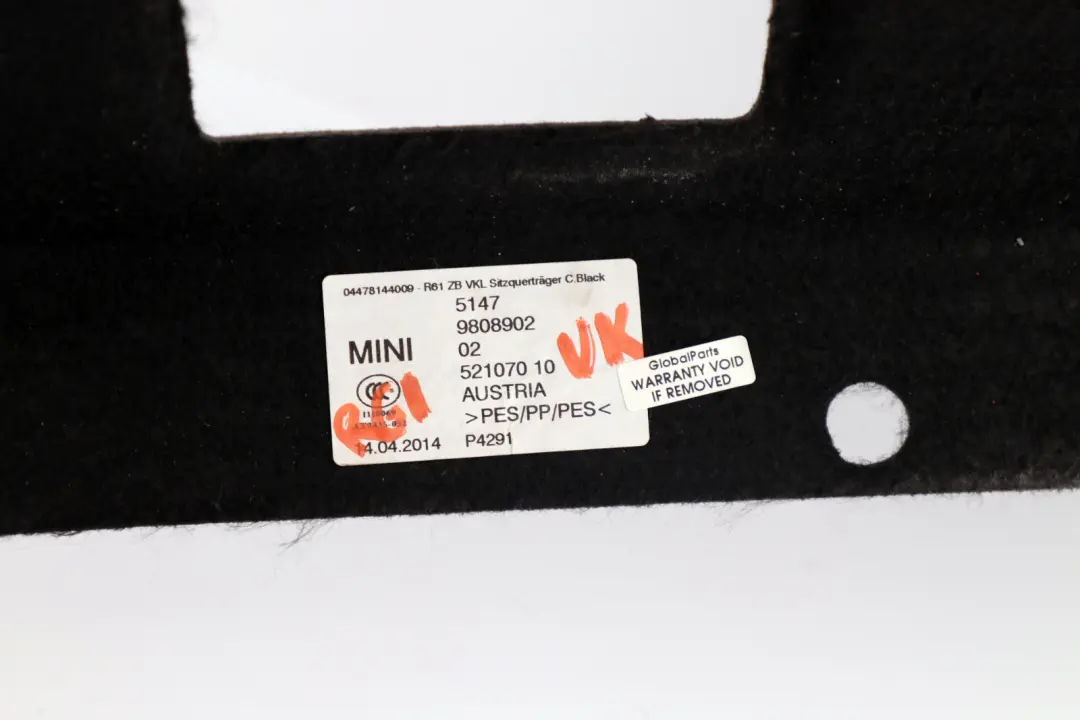 04478144009 - R61 ZB VKL Sitzquerträger C.Black
5147
9808902
MINI
02
VK
521070 10
CCC
AUSTRIA
R61
>PES/PP/PES<
14.04.2014
P4291
GlobalParts
WARRANTY VOID
IF REMOVED